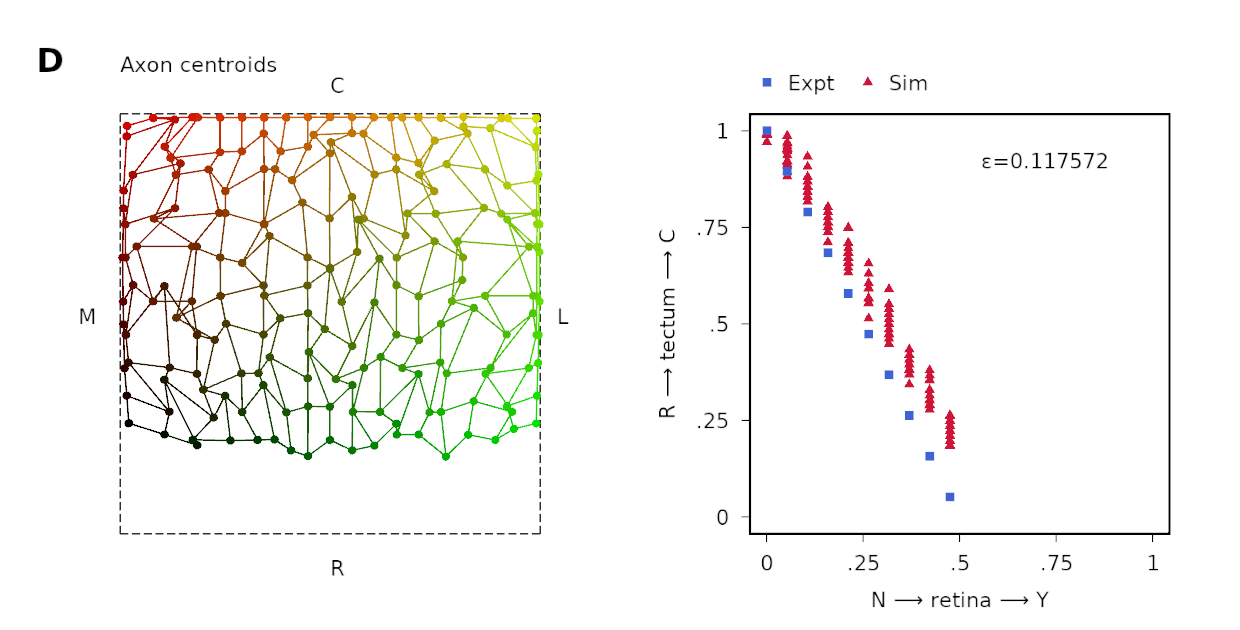 D
Axon centroids
C
M
L
R
Expt
Sim
ε=0.117572
1
.75
.5
.25
0
R ⟶ tectum ⟶ C
0 .25 .5 .75 1
N ⟶ retina ⟶ Y